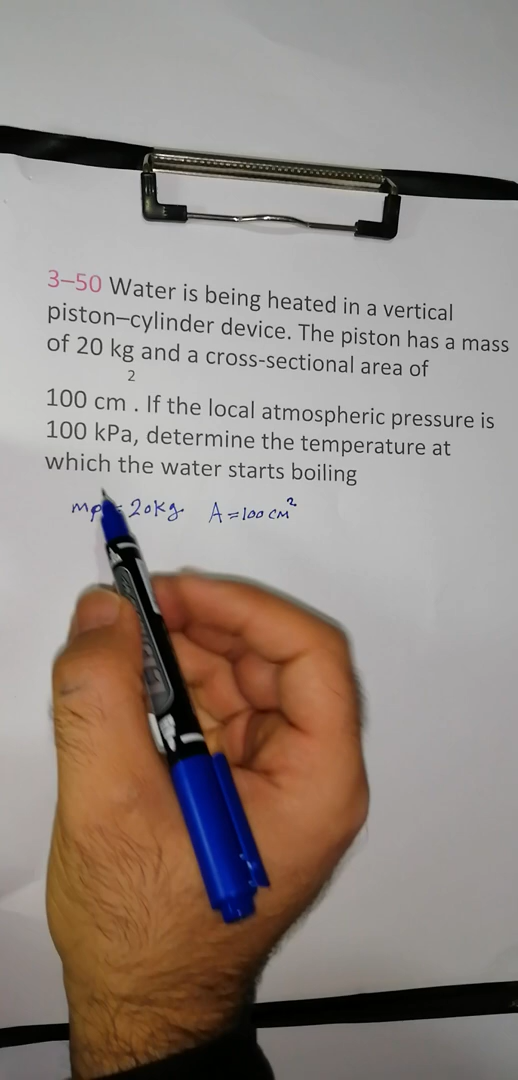 3–50 Water is being heated in a vertical
piston–cylinder device. The piston has a mass
of 20 kg and a cross-sectional area of
2
100 cm . If the local atmospheric pressure is
100 kPa, determine the temperature at
which the water starts boiling
mp = 20kg A = 100 cm²